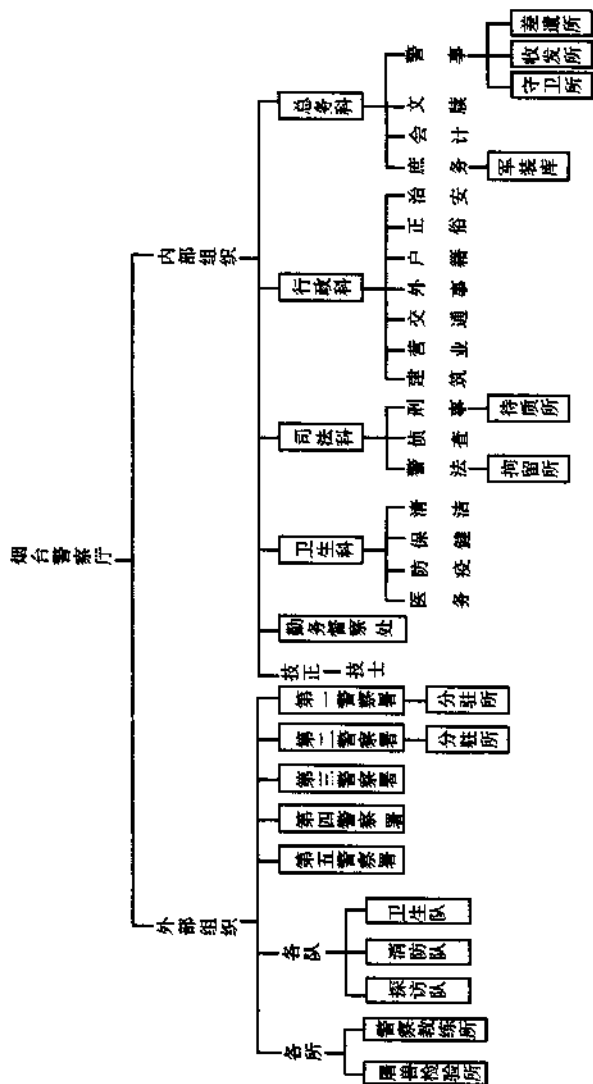 烟台警察厅
内部组织
外部组织
总务科
行政科
司法科
卫生科
勤务督察处
技正
技士
警事
文牍
会计
庶务
差遣所
收发所
守卫所
军装库
治安
正俗
户籍
外事
交通
营业
建筑
刑事
侦查
警法
待质所
拘留所
清洁
保健
防疫
医务
第一警察署
分驻所
第二警察署
分驻所
第三警察署
第四警察署
第五警察署
各队
卫生队
消防队
探访队
各所
警察教练所
屠兽检验所